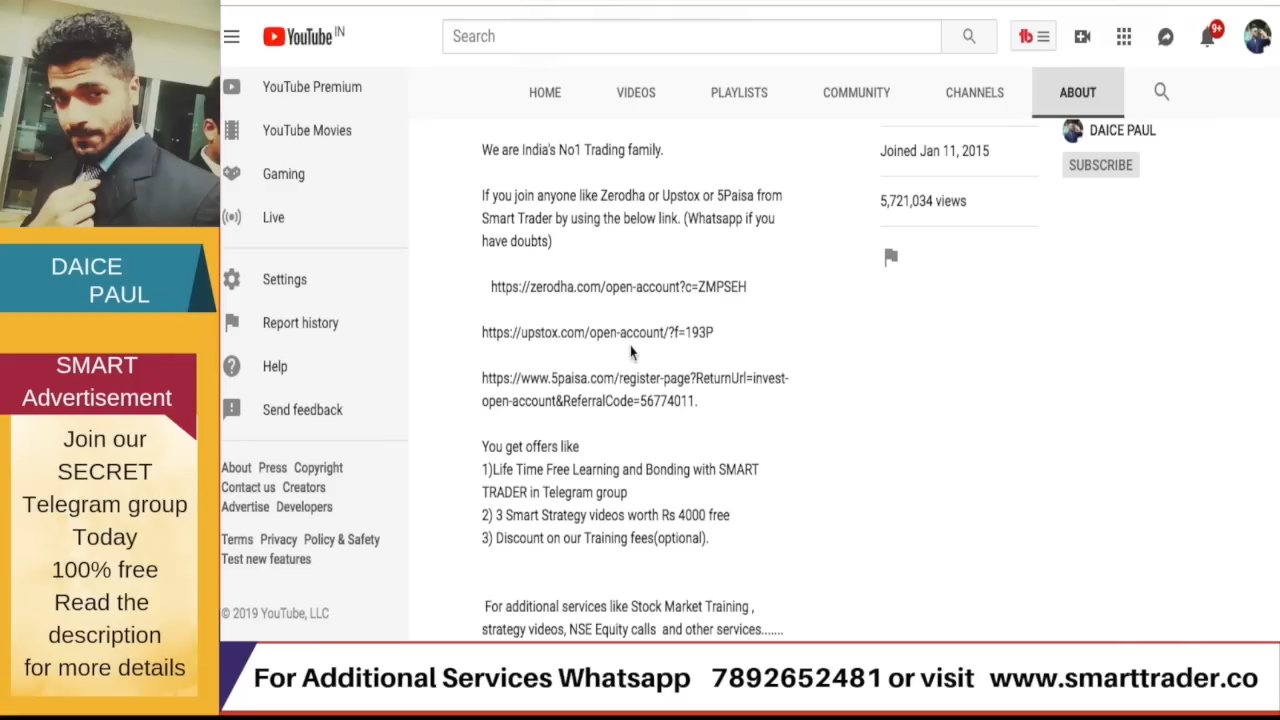 DAICE
PAUL
SMART
Advertisement
Join our
SECRET
Telegram group
Today
100% free
Read the
description
for more details
YouTube IN
Search
tb
9+
YouTube Premium
YouTube Movies
Gaming
Live
Settings
Report history
Help
Send feedback
About Press Copyright
Contact us Creators
Advertise Developers
Terms Privacy Policy & Safety
Test new features
© 2019 YouTube, LLC
HOME VIDEOS PLAYLISTS COMMUNITY CHANNELS ABOUT
We are India's No1 Trading family.
If you join anyone like Zerodha or Upstox or 5Paisa from
Smart Trader by using the below link. (Whatsapp if you
have doubts)
https://zerodha.com/open-account?c=ZMPSEH
https://upstox.com/open-account/?f=193P
https://www.5paisa.com/register-page?ReturnUrl=invest-
open-account&ReferralCode=56774011.
You get offers like
1)Life Time Free Learning and Bonding with SMART
TRADER in Telegram group
2) 3 Smart Strategy videos worth Rs 4000 free
3) Discount on our Training fees(optional).
For additional services like Stock Market Training ,
strategy videos, NSE Equity calls and other services.......
Joined Jan 11, 2015
5,721,034 views
DAICE PAUL
SUBSCRIBE
For Additional Services Whatsapp 7892652481 or visit www.smarttrader.co